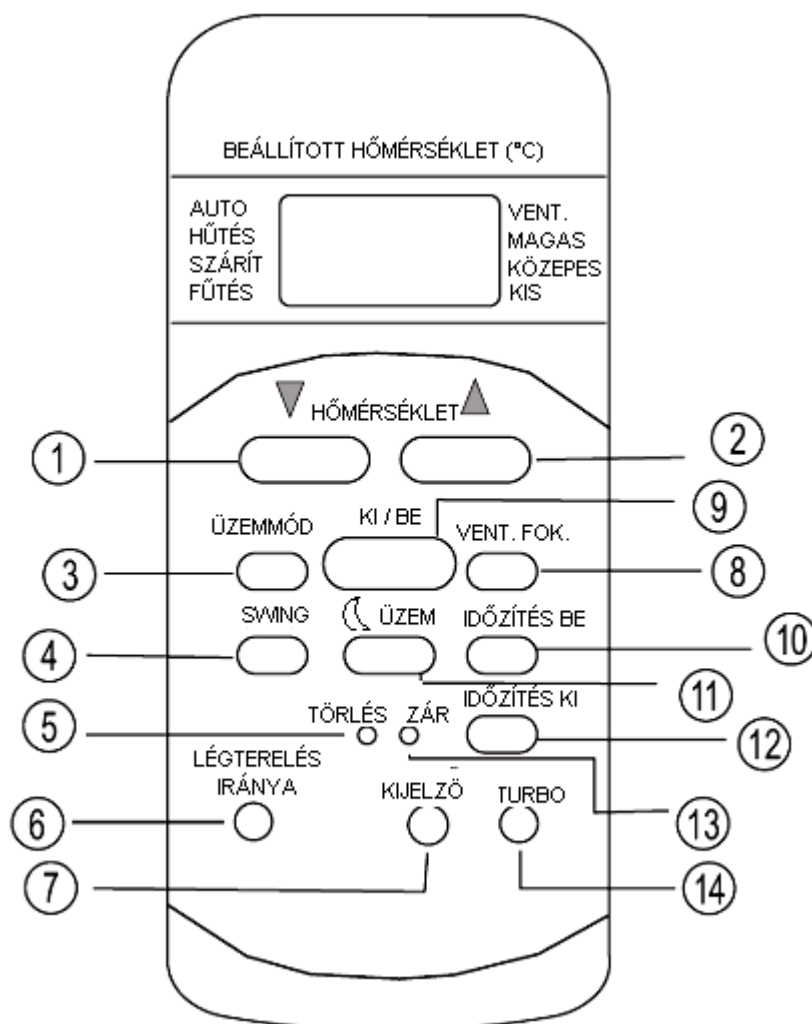 BEÁLLÍTOTT HŐMÉRSÉKLET (°C)
AUTO
HŰTÉS
SZÁRÍT
FŰTÉS
VENT.
MAGAS
KÖZEPES
KIS
HŐMÉRSÉKLET
1
2
KI / BE
9
ÜZEMMÓD
VENT. FOK.
3
8
SWING
ÜZEM
IDŐZÍTÉS BE
4
10
11
IDŐZÍTÉS KI
TÖRLÉS
ZÁR
5
12
LÉGTERELÉS
IRÁNYA
KIJELZŐ
TURBO
6
13
7
14